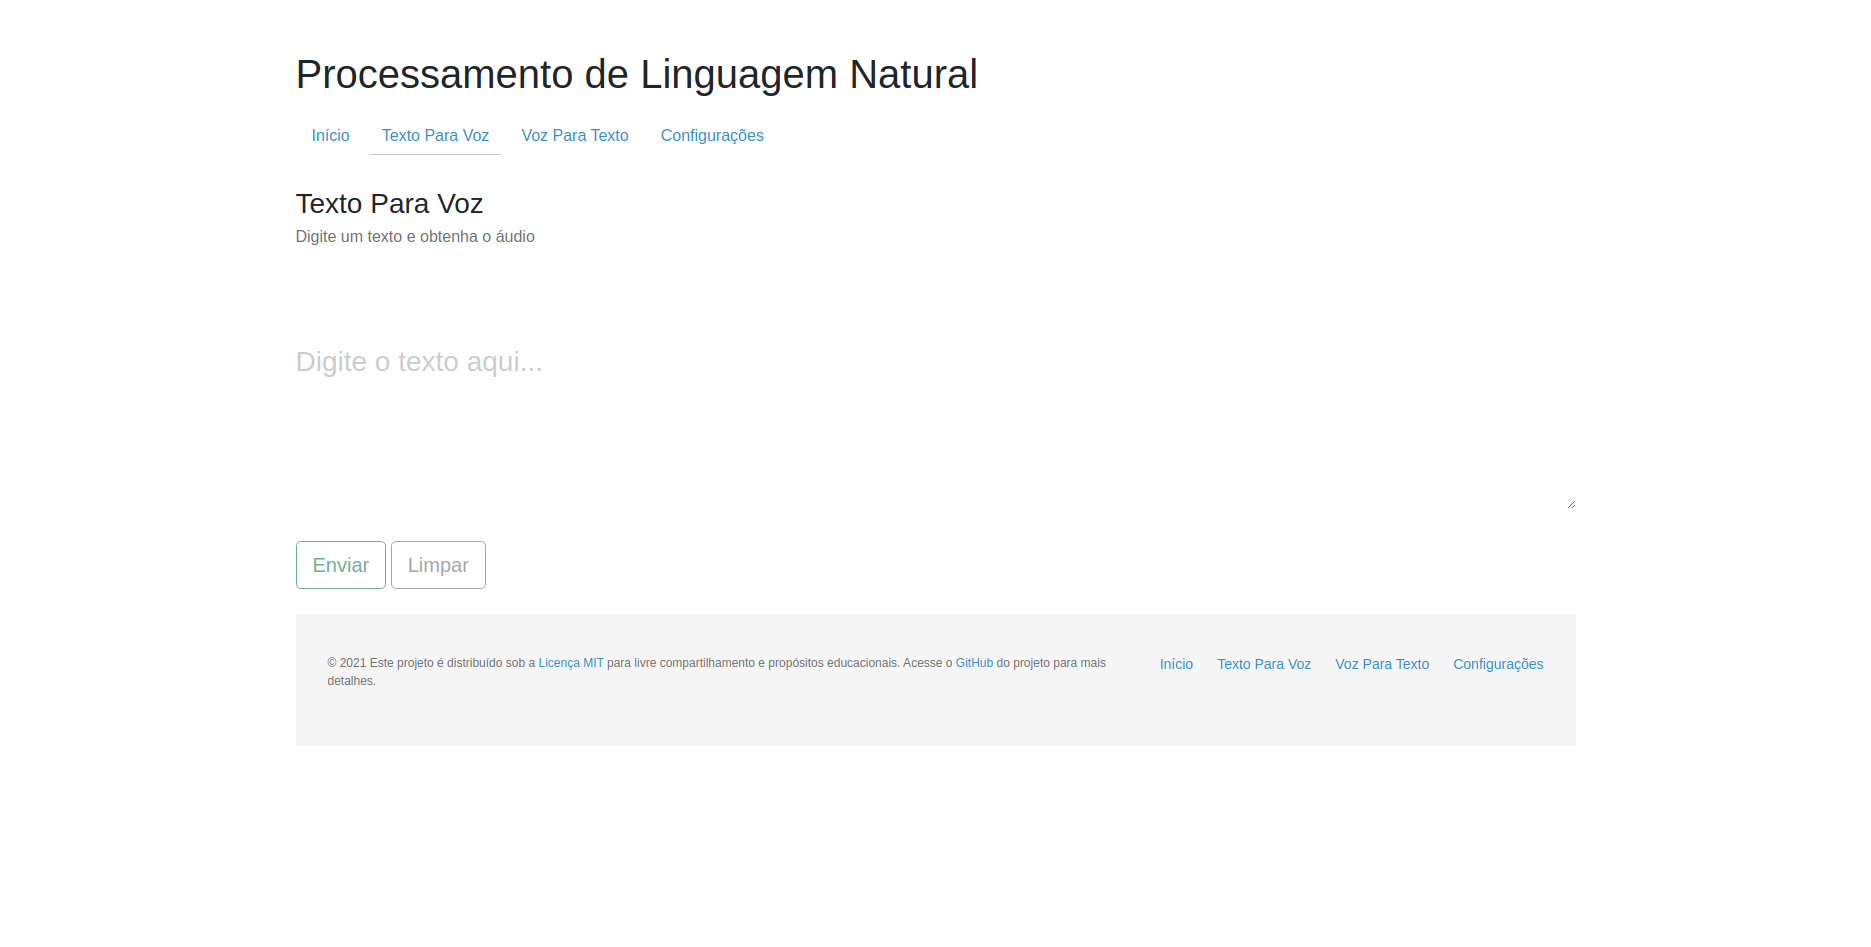 Processamento de Linguagem Natural
Início Texto Para Voz Voz Para Texto Configurações
Texto Para Voz
Digite um texto e obtenha o áudio
Digite o texto aqui...
Enviar Limpar
© 2021 Este projeto é distribuído sob a Licença MIT para livre compartilhamento e propósitos educacionais. Acesse o GitHub do projeto para mais
detalhes.
Início Texto Para Voz Voz Para Texto Configurações